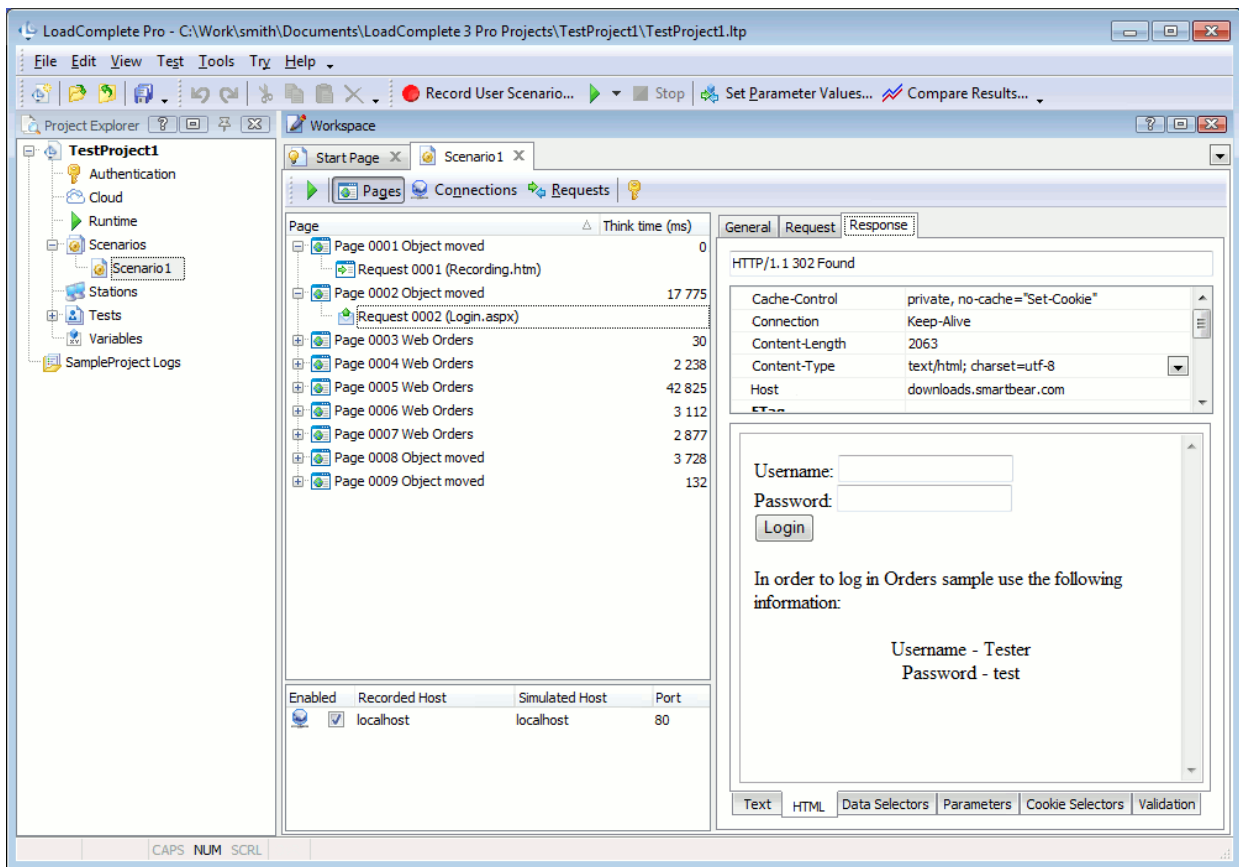 LoadComplete Pro - C:\Work\smith\Documents\LoadComplete 3 Pro Projects\TestProject1\TestProject1.ltp
File Edit View Test Tools Try Help
Record User Scenario... Stop Set Parameter Values... Compare Results...
Project Explorer
TestProject1
Authentication
Cloud
Runtime
Scenarios
Scenario1
Stations
Tests
Variables
SampleProject Logs
Workspace
Start Page Scenario1
Pages Connections Requests
Page Think time (ms)
Page 0001 Object moved 0
Request 0001 (Recording.htm)
Page 0002 Object moved 17 775
Request 0002 (Login.aspx)
Page 0003 Web Orders 30
Page 0004 Web Orders 2 238
Page 0005 Web Orders 42 825
Page 0006 Web Orders 3 112
Page 0007 Web Orders 2 877
Page 0008 Object moved 3 728
Page 0009 Object moved 132
Enabled Recorded Host Simulated Host Port
localhost localhost 80
General Request Response
HTTP/1.1 302 Found
Cache-Control private, no-cache="Set-Cookie"
Connection Keep-Alive
Content-Length 2063
Content-Type text/html; charset=utf-8
Host downloads.smartbear.com
ETag
Username:
Password:
Login
In order to log in Orders sample use the following
information:
Username - Tester
Password - test
Text HTML Data Selectors Parameters Cookie Selectors Validation
CAPS NUM SCRL